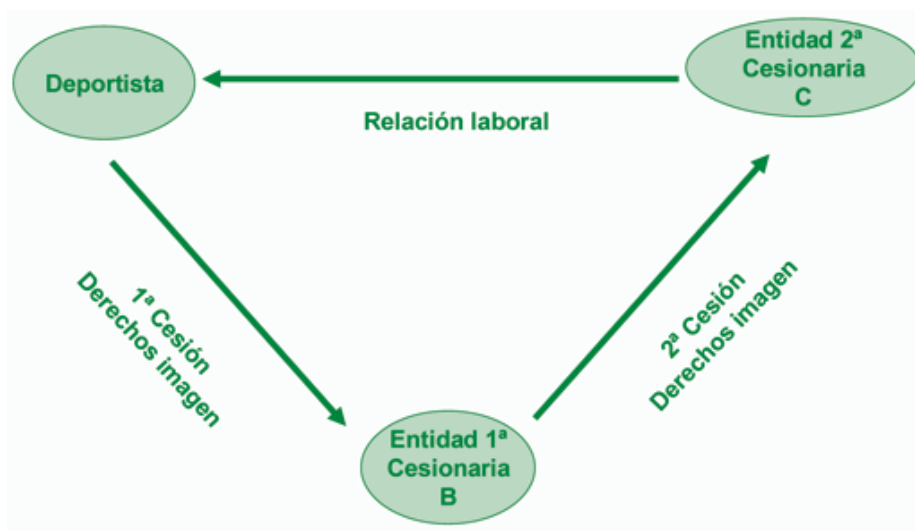 Deportista
Entidad 2ª
Cesionaria
C
Relación laboral
1ª Cesión
Derechos imagen
2ª Cesión
Derechos imagen
Entidad 1ª
Cesionaria
B